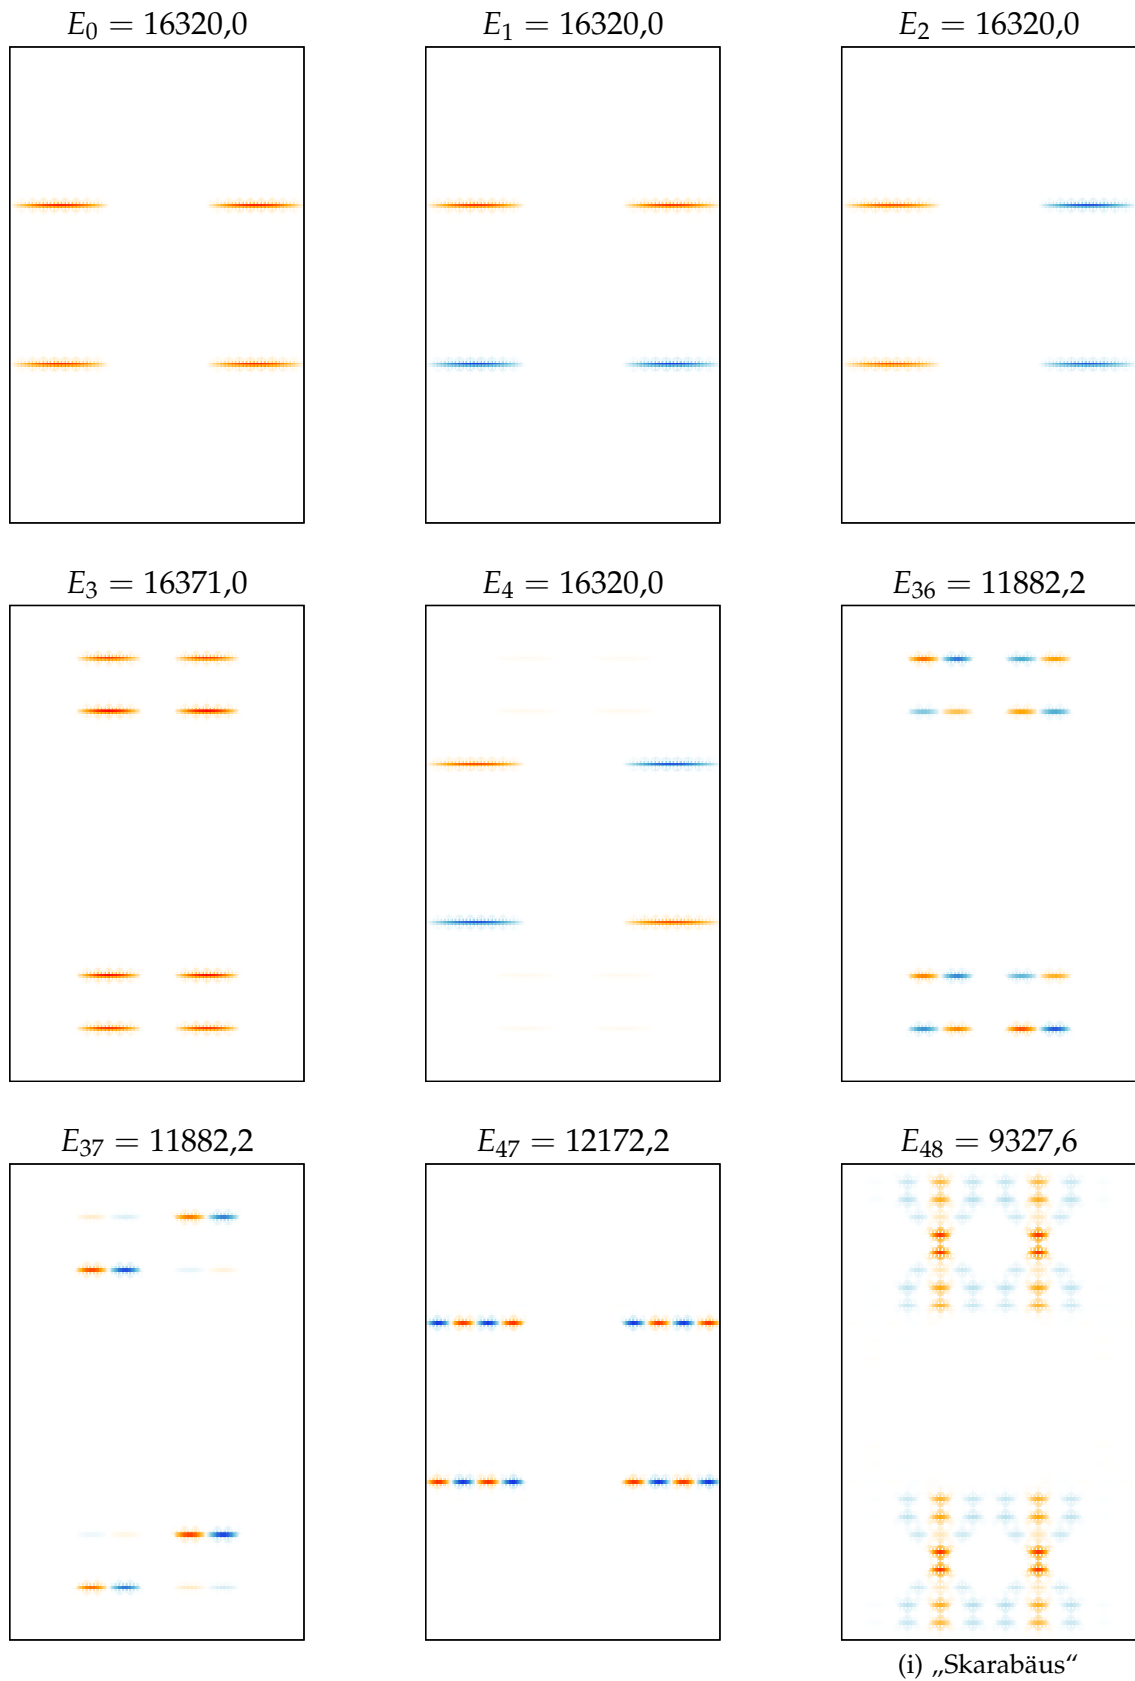 E₀ = 16320,0
E₁ = 16320,0
E₂ = 16320,0
E₃ = 16371,0
E₄ = 16320,0
E₃₆ = 11882,2
E₃₇ = 11882,2
E₄₇ = 12172,2
E₄₈ = 9327,6
(i) „Skarabäus“